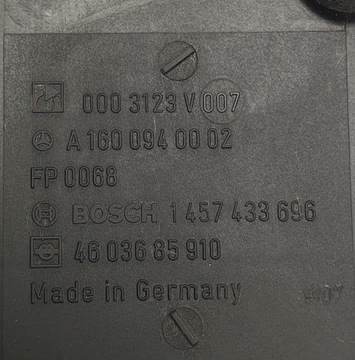 000 3123 V 007
A 160 094 00 02
FP 0068
BOSCH 1 457 433 696
46 036 85 910
Made in Germany